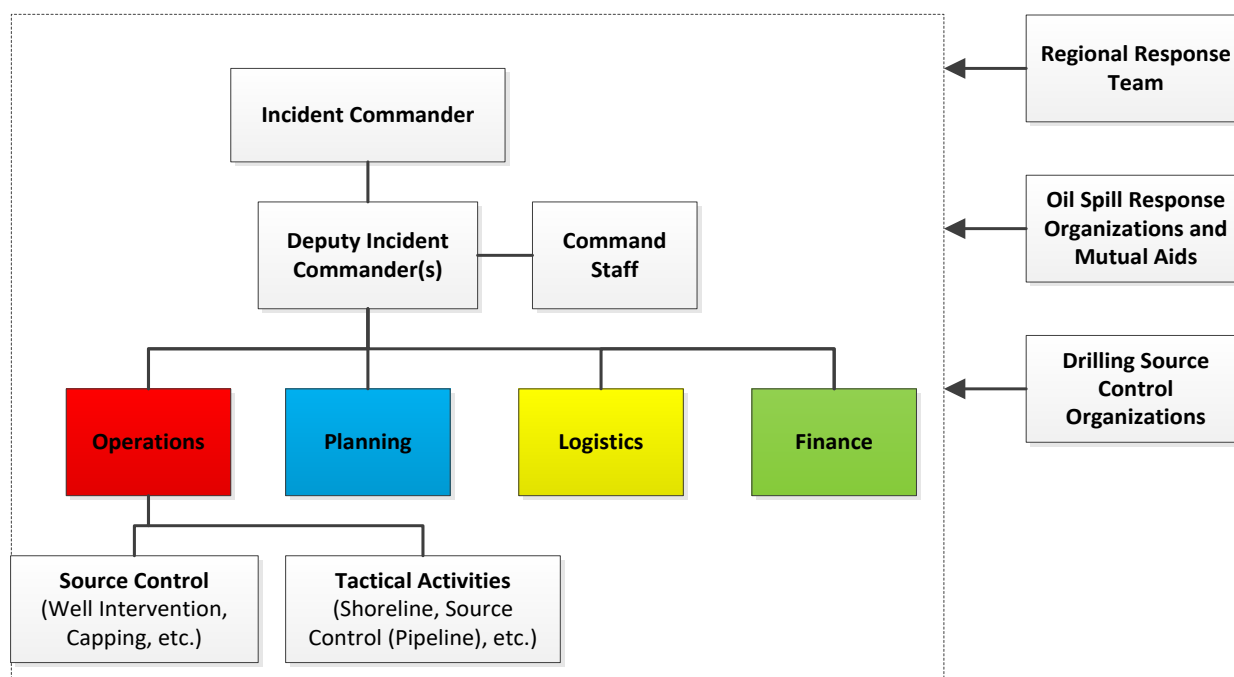 Incident Commander
Deputy Incident
Commander(s)
Command
Staff
Operations
Planning
Logistics
Finance
Source Control
(Well Intervention,
Capping, etc.)
Tactical Activities
(Shoreline, Source
Control (Pipeline), etc.)
Regional Response
Team
Oil Spill Response
Organizations and
Mutual Aids
Drilling Source
Control
Organizations